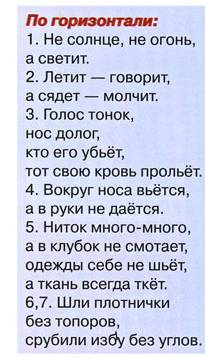 По горизонтали:
1. Не солнце, не огонь,
а светит.
2. Летит — говорит,
а сядет — молчит.
3. Голос тонок,
нос долог,
кто его убьёт,
тот свою кровь прольёт.
4. Вокруг носа вьётся,
а в руки не даётся.
5. Ниток много-много,
а в клубок не смотает,
одежды себе не шьёт,
а ткань всегда ткёт.
6,7. Шли плотнички
без топоров,
срубили избу без углов.